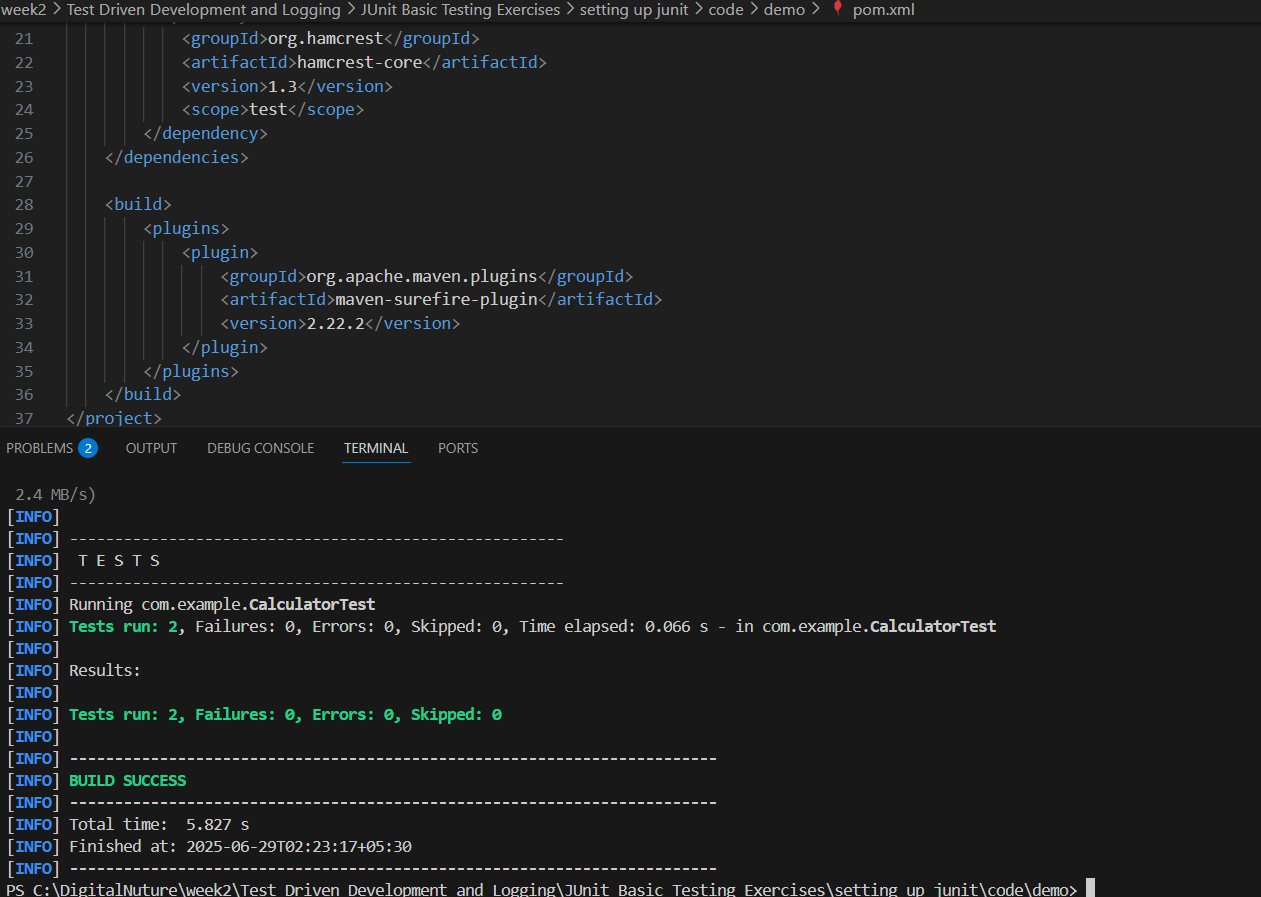 week2 > Test Driven Development and Logging > JUnit Basic Testing Exercises > setting up junit > code > demo > pom.xml
21 <groupId>org.hamcrest</groupId>
22 <artifactId>hamcrest-core</artifactId>
23 <version>1.3</version>
24 <scope>test</scope>
25 </dependency>
26 </dependencies>
27
28 <build>
29 <plugins>
30 <plugin>
31 <groupId>org.apache.maven.plugins</groupId>
32 <artifactId>maven-surefire-plugin</artifactId>
33 <version>2.22.2</version>
34 </plugin>
35 </plugins>
36 </build>
37 </project>
PROBLEMS 2 OUTPUT DEBUG CONSOLE TERMINAL PORTS
2.4 MB/s)
[INFO]
[INFO] -------------------------------------------------------
[INFO]  T E S T S
[INFO] -------------------------------------------------------
[INFO] Running com.example.CalculatorTest
[INFO] Tests run: 2, Failures: 0, Errors: 0, Skipped: 0, Time elapsed: 0.066 s - in com.example.CalculatorTest
[INFO]
[INFO] Results:
[INFO]
[INFO] Tests run: 2, Failures: 0, Errors: 0, Skipped: 0
[INFO]
[INFO] ------------------------------------------------------------------------
[INFO] BUILD SUCCESS
[INFO] ------------------------------------------------------------------------
[INFO] Total time:  5.827 s
[INFO] Finished at: 2025-06-29T02:23:17+05:30
[INFO] ------------------------------------------------------------------------
PS C:\DigitalNuture\week2\Test Driven Development and Logging\JUnit Basic Testing Exercises\setting up junit\code\demo>